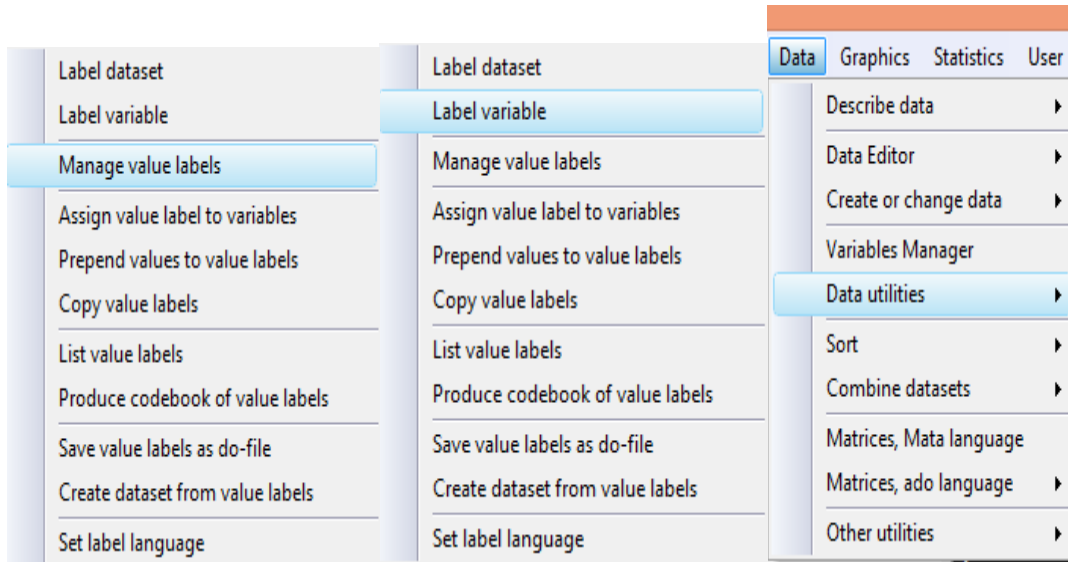 Label dataset
Label variable
Manage value labels
Assign value label to variables
Prepend values to value labels
Copy value labels
List value labels
Produce codebook of value labels
Save value labels as do-file
Create dataset from value labels
Set label language
Label dataset
Label variable
Manage value labels
Assign value label to variables
Prepend values to value labels
Copy value labels
List value labels
Produce codebook of value labels
Save value labels as do-file
Create dataset from value labels
Set label language
Data Graphics Statistics User
Describe data
Data Editor
Create or change data
Variables Manager
Data utilities
Sort
Combine datasets
Matrices, Mata language
Matrices, ado language
Other utilities